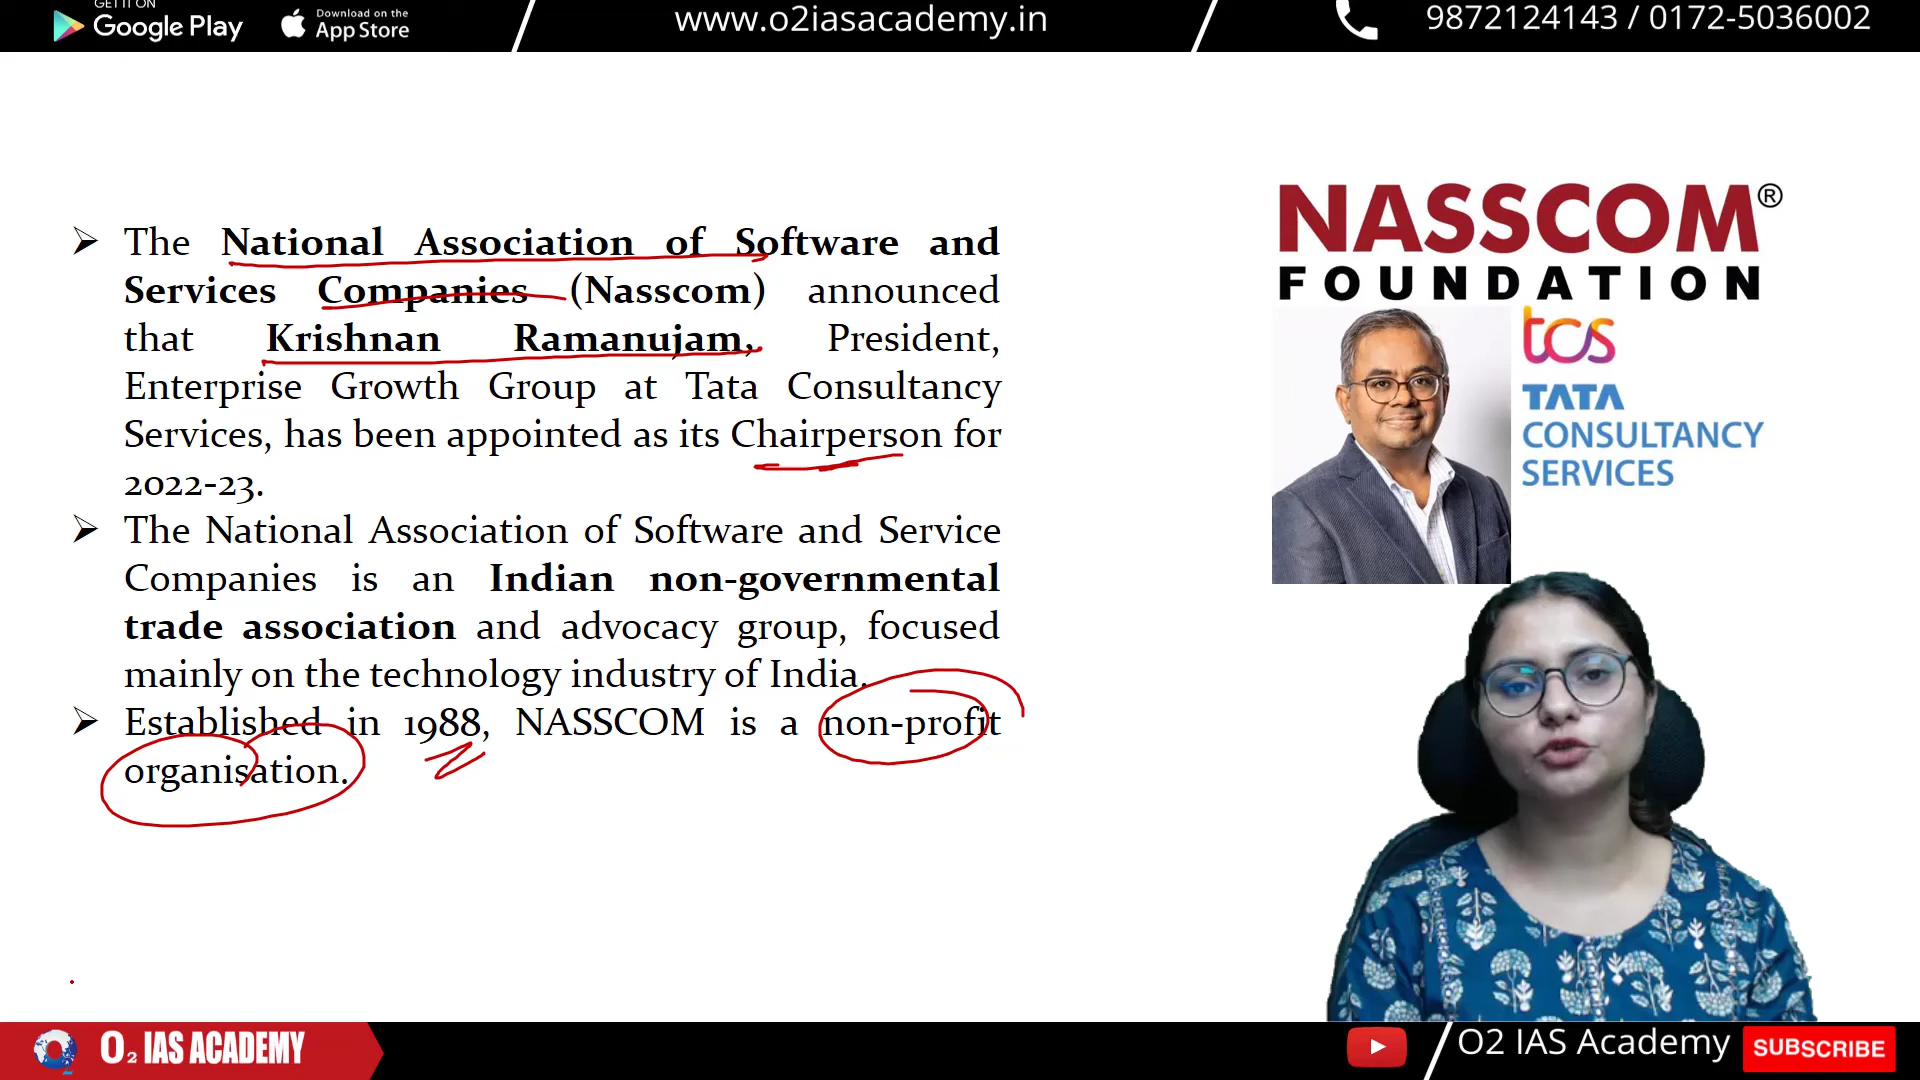 GET IT ON
Google Play
Download on the
App Store
www.o2iasacademy.in
9872124143 / 0172-5036002
NASSCOM®
FOUNDATION
➢ The National Association of Software and
Services Companies (Nasscom) announced
that Krishnan Ramanujam, President,
Enterprise Growth Group at Tata Consultancy
Services, has been appointed as its Chairperson for
2022-23.
➢ The National Association of Software and Service
Companies is an Indian non-governmental
trade association and advocacy group, focused
mainly on the technology industry of India.
➢ Established in 1988, NASSCOM is a non-profit
organisation.
tcs
TATA
CONSULTANCY
SERVICES
O2 IAS ACADEMY
O2 IAS Academy
SUBSCRIBE